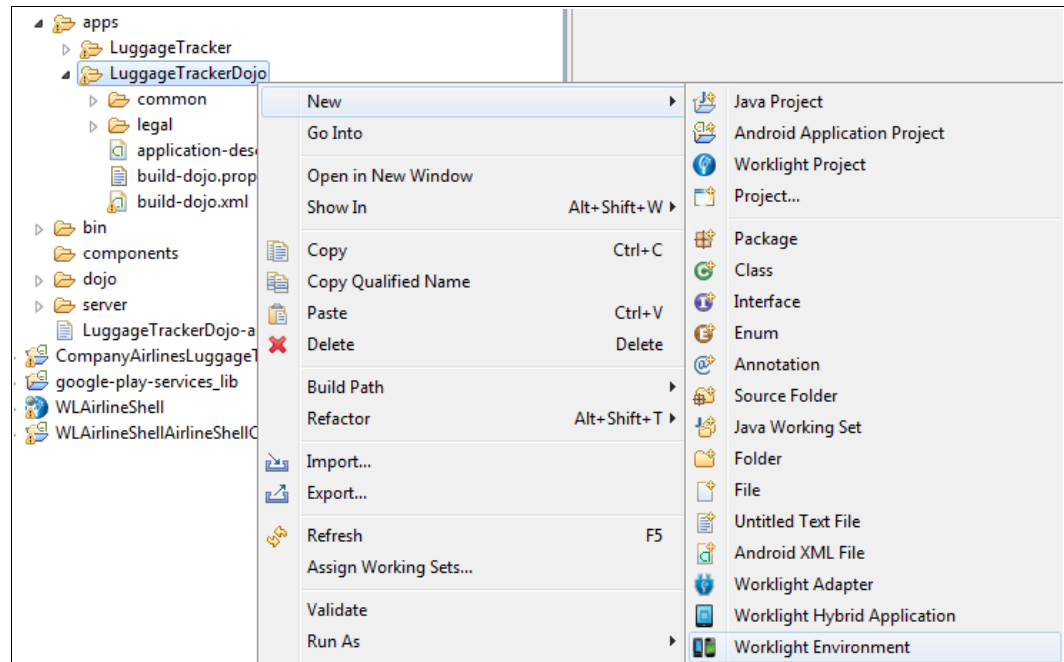 apps
LuggageTracker
LuggageTrackerDojo
common
legal
application-desc
build-dojo.prop
build-dojo.xml
bin
components
dojo
server
LuggageTrackerDojo-a
CompanyAirlinesLuggageT
google-play-services_lib
WLAirlineShell
WLAirlineShellAirlineShellC
New
Go Into
Open in New Window
Show In Alt+Shift+W
Copy Ctrl+C
Copy Qualified Name
Paste Ctrl+V
Delete Delete
Build Path
Refactor Alt+Shift+T
Import...
Export...
Refresh F5
Assign Working Sets...
Validate
Run As
Java Project
Android Application Project
Worklight Project
Project...
Package
Class
Interface
Enum
Annotation
Source Folder
Java Working Set
Folder
File
Untitled Text File
Android XML File
Worklight Adapter
Worklight Hybrid Application
Worklight Environment